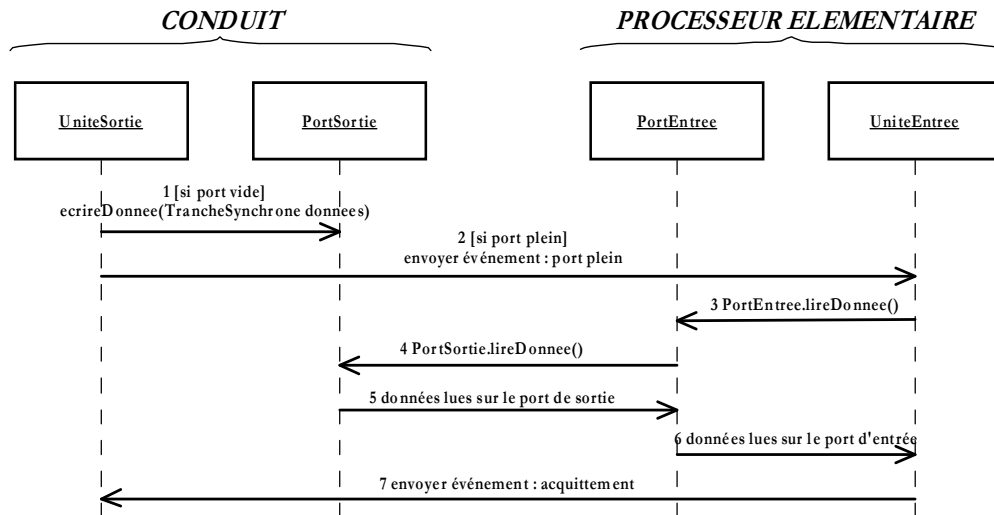 CONDUIT
PROCESSEUR ELEMENTAIRE
UniteSortie
PortSortie
PortEntree
UniteEntree
1 [si port vide]
ecrireDonnee(TrancheSynchrone donnees)
2 [si port plein]
envoyer événement : port plein
3 PortEntree.lireDonnee()
4 PortSortie.lireDonnee()
5 données lues sur le port de sortie
6 données lues sur le port d'entrée
7 envoyer événement : acquittement